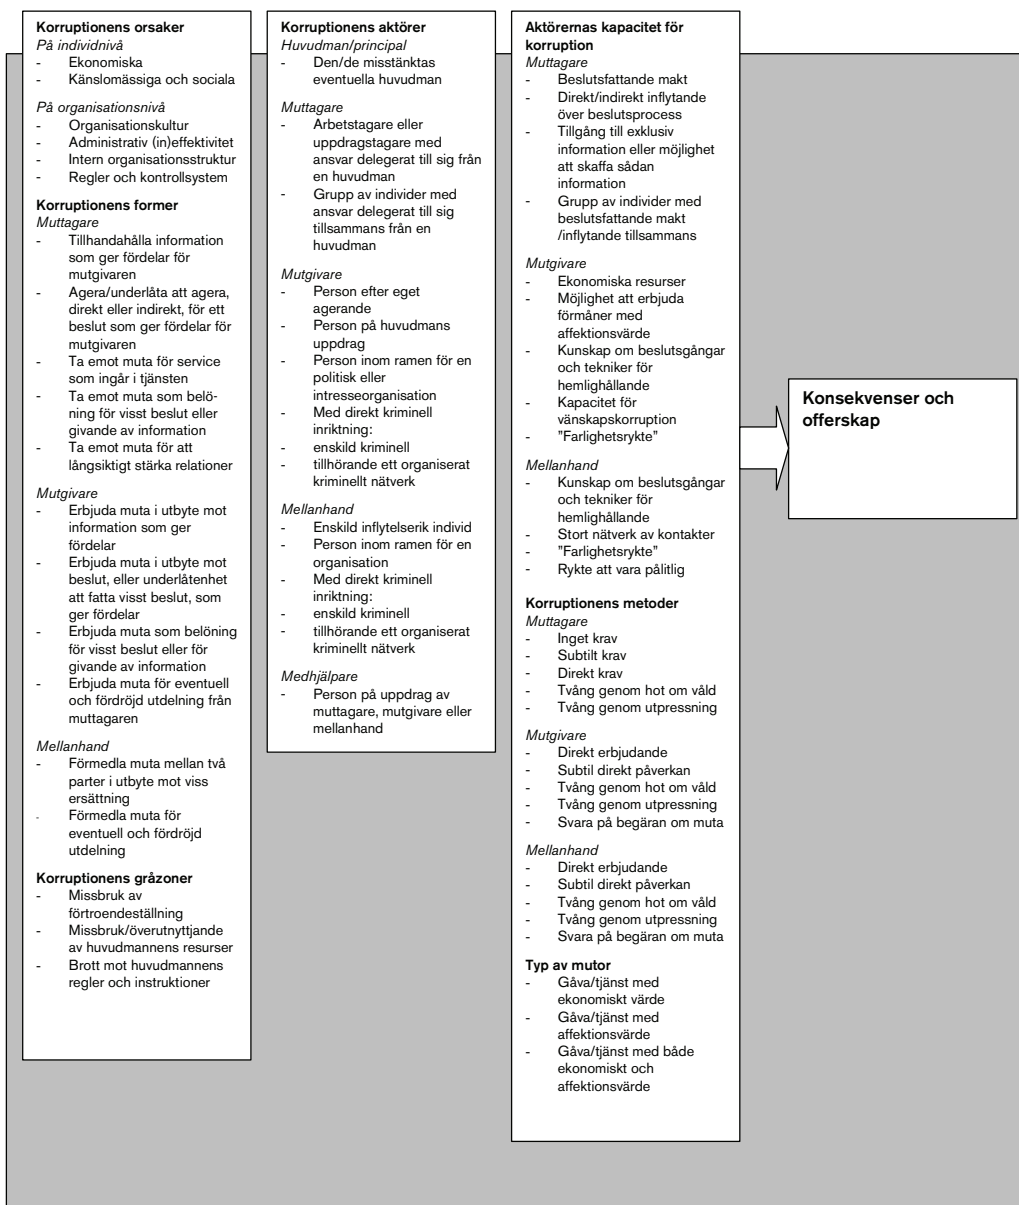 Korruptionens orsaker
På individnivå
- Ekonomiska
- Känslomässiga och sociala
På organisationsnivå
- Organisationskultur
- Administrativ (in)effektivitet
- Intern organisationsstruktur
- Regler och kontrollsystem
Korruptionens former
Muttagare
- Tillhandahålla information
som ger fördelar för
mutgivaren
- Agera/underlåta att agera,
direkt eller indirekt, för ett
beslut som ger fördelar för
mutgivaren
- Ta emot muta för service
som ingår i tjänsten
- Ta emot muta som belö-
ning för visst beslut eller
givande av information
- Ta emot muta för att
långsiktigt stärka relationer
Mutgivare
- Erbjuda muta i utbyte mot
information som ger
fördelar
- Erbjuda muta i utbyte mot
beslut, eller underlåtenhet
att fatta visst beslut, som
ger fördelar
- Erbjuda muta som belöning
för visst beslut eller för
givande av information
- Erbjuda muta för eventuell
och fördröjd utdelning från
muttagaren
Mellanhand
- Förmedla muta mellan två
parter i utbyte mot viss
ersättning
- Förmedla muta för
eventuell och fördröjd
utdelning
Korruptionens gråzoner
- Missbruk av
förtroendeställning
- Missbruk/överutnyttjande
av huvudmannens resurser
- Brott mot huvudmannens
regler och instruktioner
Korruptionens aktörer
Huvudman/principal
- Den/de misstänktas
eventuella huvudman
Muttagare
- Arbetstagare eller
uppdragstagare med
ansvar delegerat till sig från
en huvudman
- Grupp av individer med
ansvar delegerat till sig
tillsammans från en
huvudman
Mutgivare
- Person efter eget
agerande
- Person på huvudmans
uppdrag
- Person inom ramen för en
politisk eller
intresseorganisation
- Med direkt kriminell
inriktning:
- enskild kriminell
- tillhörande ett organiserat
kriminellt nätverk
Mellanhand
- Enskild inflytelserik individ
- Person inom ramen för en
organisation
- Med direkt kriminell
inriktning:
- enskild kriminell
- tillhörande ett organiserat
kriminellt nätverk
Medhjälpare
- Person på uppdrag av
muttagare, mutgivare eller
mellanhand
Aktörernas kapacitet för
korruption
Muttagare
- Beslutsfattande makt
- Direkt/indirekt inflytande
över beslutsprocess
- Tillgång till exklusiv
information eller möjlighet
att skaffa sådan
information
- Grupp av individer med
beslutsfattande makt
/inflytande tillsammans
Mutgivare
- Ekonomiska resurser
- Möjlighet att erbjuda
förmåner med
affektionsvärde
- Kunskap om beslutsgångar
och tekniker för
hemlighållande
- Kapacitet för
vänskapskorruption
- "Farlighetsrykte"
Mellanhand
- Kunskap om beslutsgångar
och tekniker för
hemlighållande
- Stort nätverk av kontakter
- "Farlighetsrykte"
- Rykte att vara pålitlig
Korruptionens metoder
Muttagare
- Inget krav
- Subtilt krav
- Direkt krav
- Tvång genom hot om våld
- Tvång genom utpressning
Mutgivare
- Direkt erbjudande
- Subtil direkt påverkan
- Tvång genom hot om våld
- Tvång genom utpressning
- Svara på begäran om muta
Mellanhand
- Direkt erbjudande
- Subtil direkt påverkan
- Tvång genom hot om våld
- Tvång genom utpressning
- Svara på begäran om muta
Typ av mutor
- Gåva/tjänst med
ekonomiskt värde
- Gåva/tjänst med
affektionsvärde
- Gåva/tjänst med både
ekonomiskt och
affektionsvärde
Konsekvenser och
offerskap